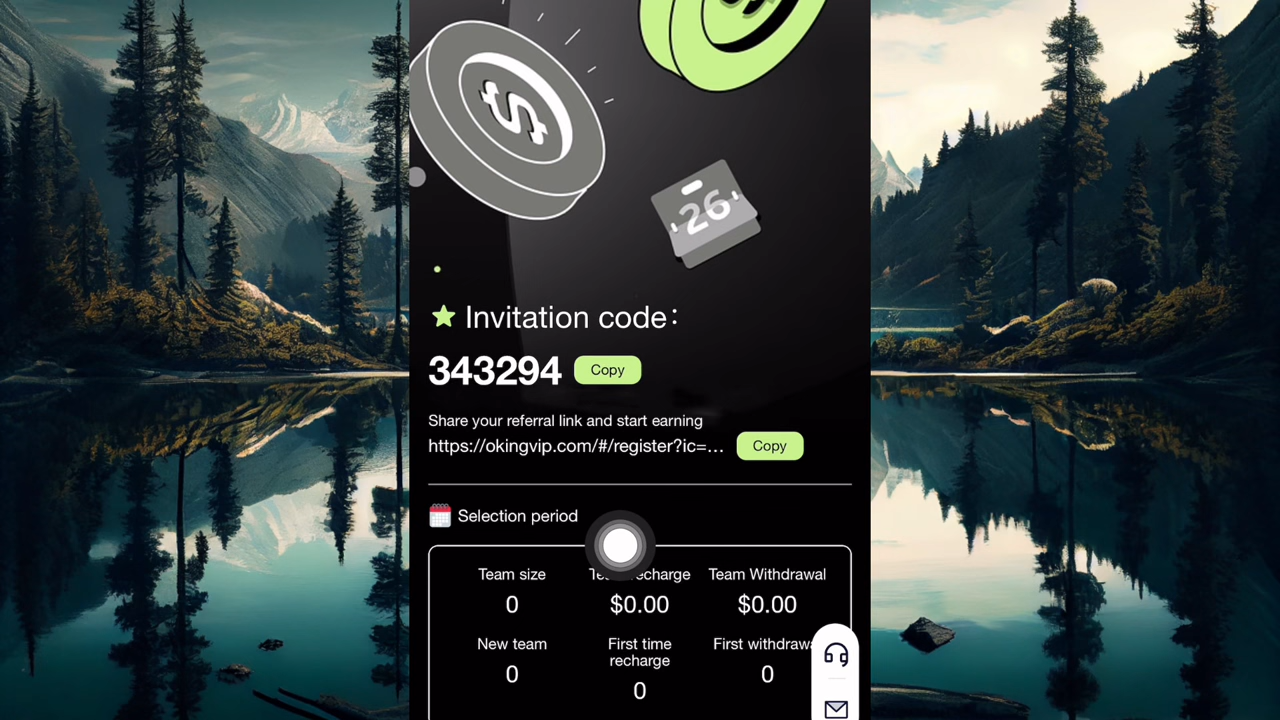 26
Invitation code:
343294 Copy
Share your referral link and start earning
https://okingvip.com/#/register?ic=... Copy
Selection period
Team size
0
recharge
$0.00
Team Withdrawal
$0.00
New team
0
First time
recharge
0
First withdrawa
0